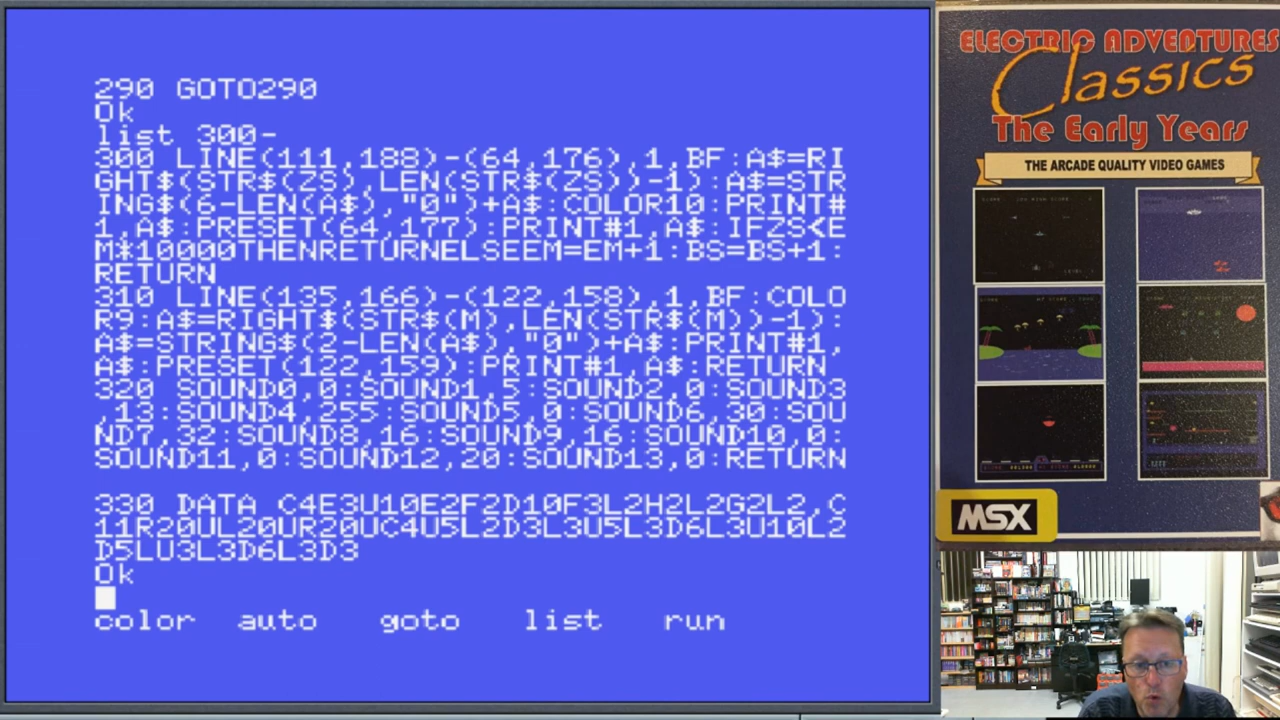 290 GOTO290
Ok
list 300-
300 LINE(111,188)-(64,176),1,BF:A$=RI
GHT$(STR$(ZS),LEN(STR$(ZS))-1):A$=STR
ING$(6-LEN(A$),"0")+A$:COLOR10:PRINT#
1,A$:PRESET(64,177):PRINT#1,A$:IFZS<E
M*10000THENRETURNELSEEM=EM+1:BS=BS+1:
RETURN
310 LINE(135,166)-(122,158),1,BF:COLO
R9:A$=RIGHT$(STR$(M),LEN(STR$(M))-1):
A$=STRING$(2-LEN(A$),"0")+A$:PRINT#1,
A$:PRESET(122,159):PRINT#1,A$:RETURN
320 SOUND0,0:SOUND1,5:SOUND2,0:SOUND3
,13:SOUND4,255:SOUND5,0:SOUND6,30:SOU
ND7,32:SOUND8,16:SOUND9,16:SOUND10,0:
SOUND11,0:SOUND12,20:SOUND13,0:RETURN
330 DATA C4E3U10E2F2D10F3L2H2L2G2L2,C
11R20UL20UR20UC4U5L2D3L3U5L3D6L3U10L2
D5LU3L3D6L3D3
Ok
color auto goto list run
ELECTRIC ADVENTURES
Classics
The Early Years
THE ARCADE QUALITY VIDEO GAMES
MSX